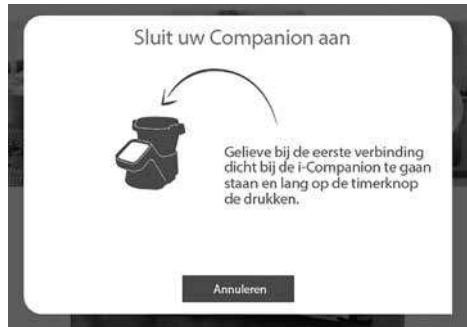 Sluit uw Companion aan
Gelieve bij de eerste verbinding
dicht bij de i-Companion te gaan
staan en lang op de timerknop
de drukken.
Annuleren